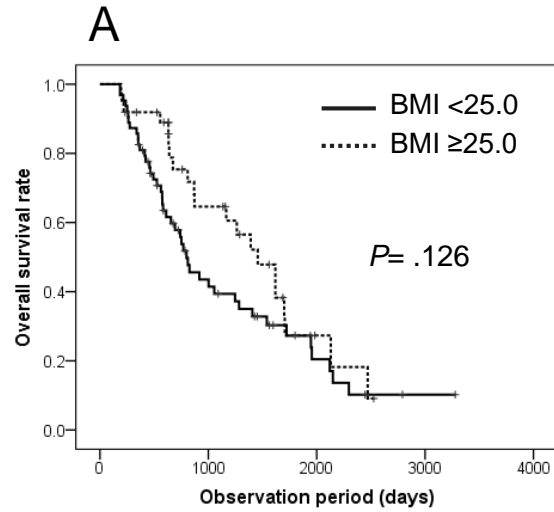 A
BMI <25.0
BMI ≥25.0
P= .126
Overall survival rate
1.0
0.8
0.6
0.4
0.2
0.0
0 1000 2000 3000 4000
Observation period (days)